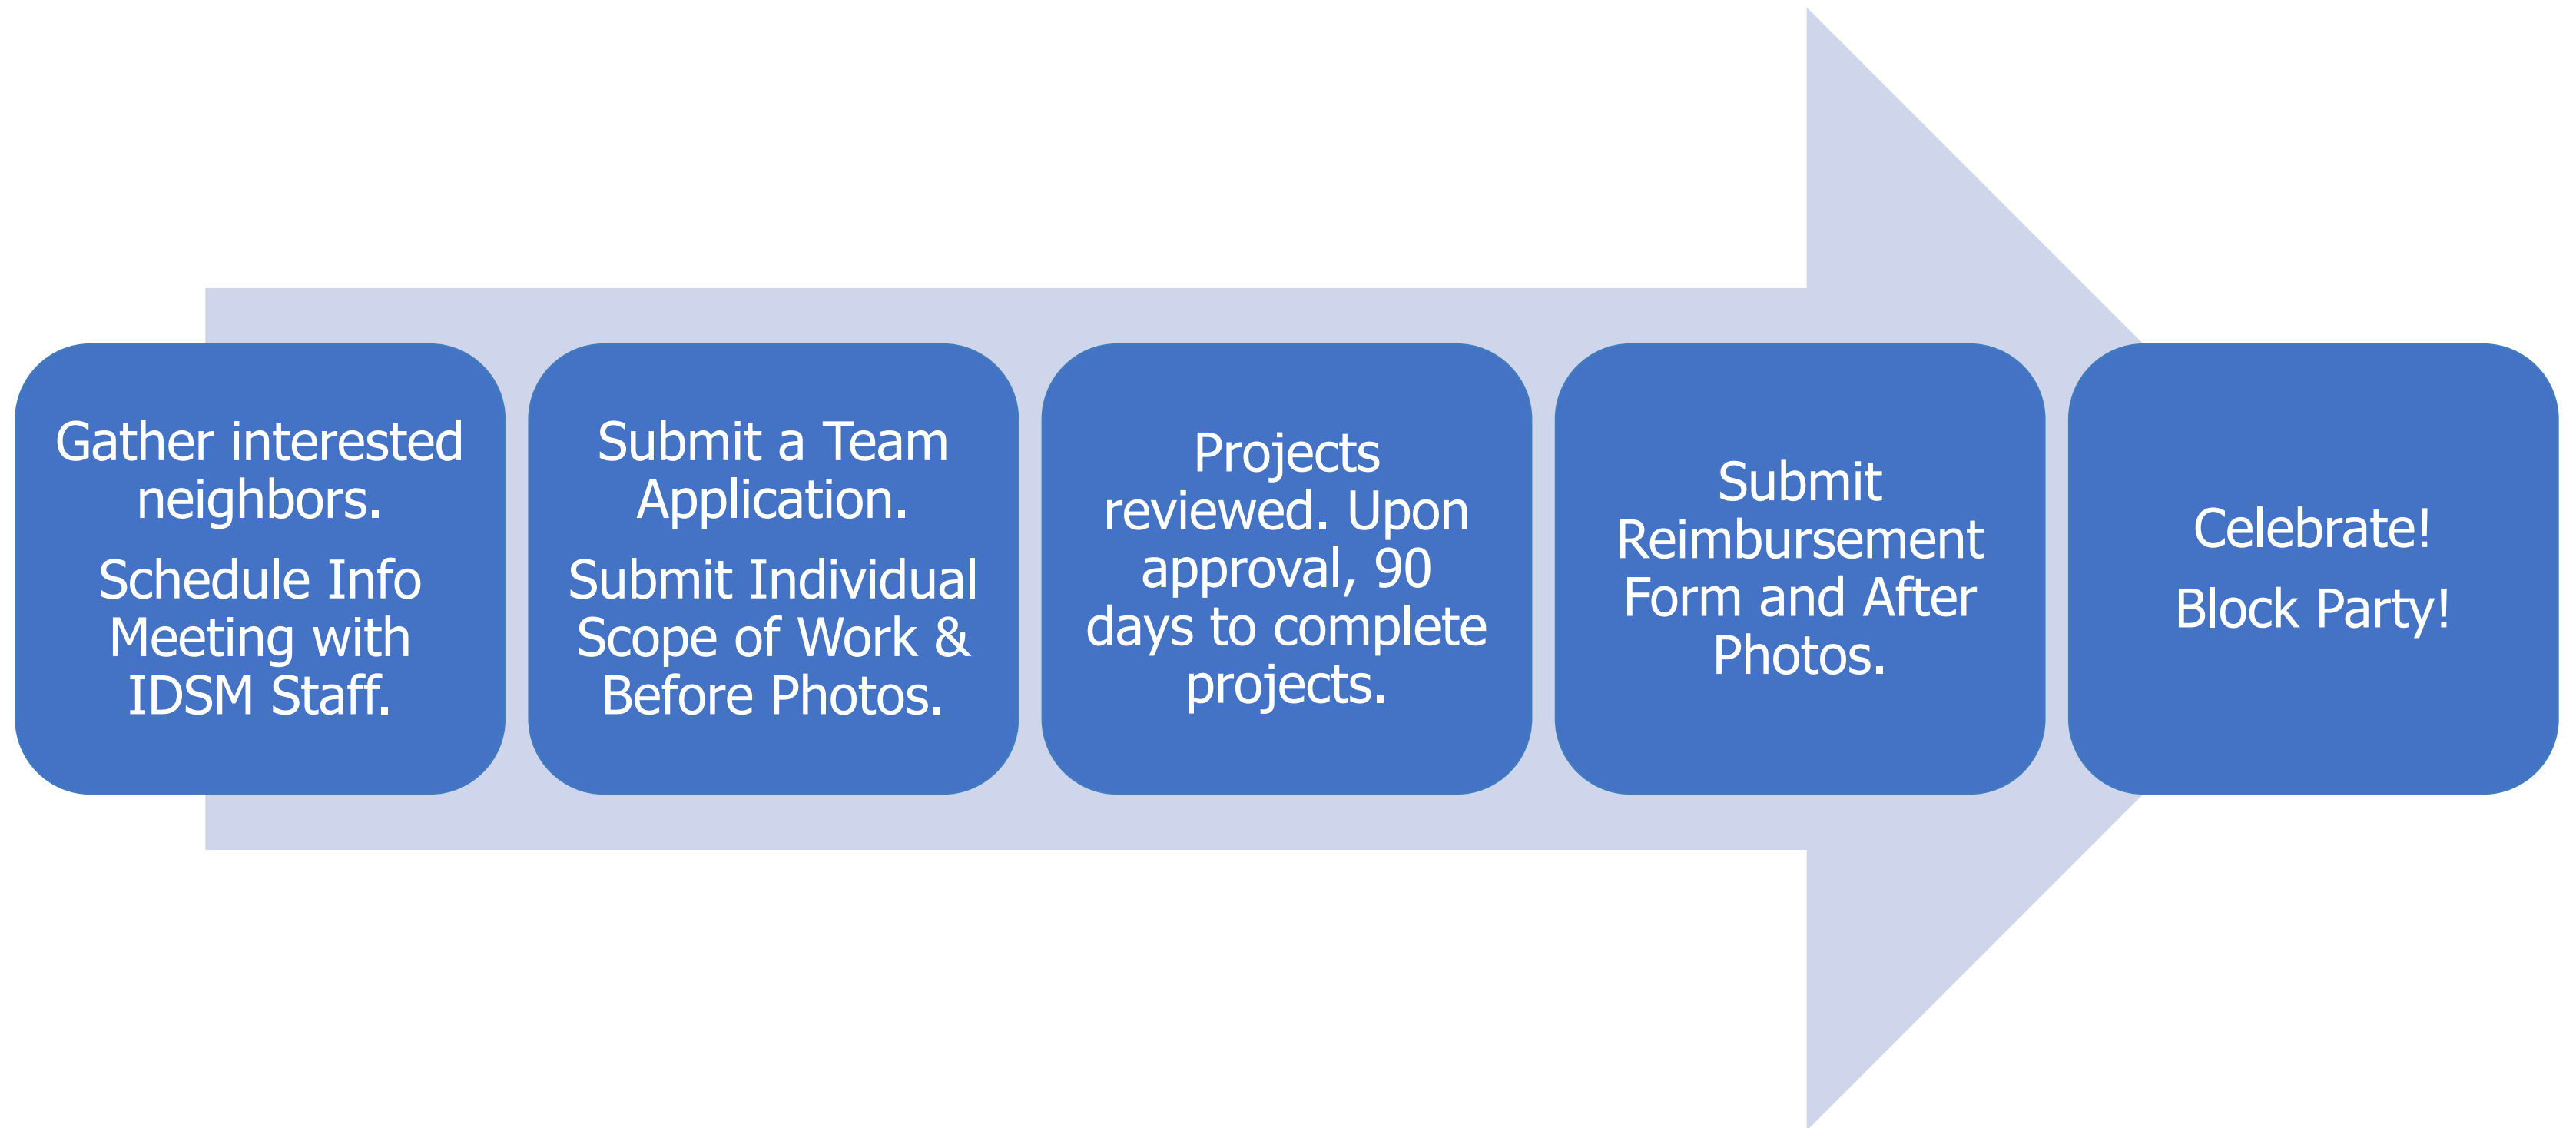 Gather interested
neighbors.
Schedule Info
Meeting with
IDSM Staff.
Submit a Team
Application.
Submit Individual
Scope of Work &
Before Photos.
Projects
reviewed. Upon
approval, 90
days to complete
projects.
Submit
Reimbursement
Form and After
Photos.
Celebrate!
Block Party!